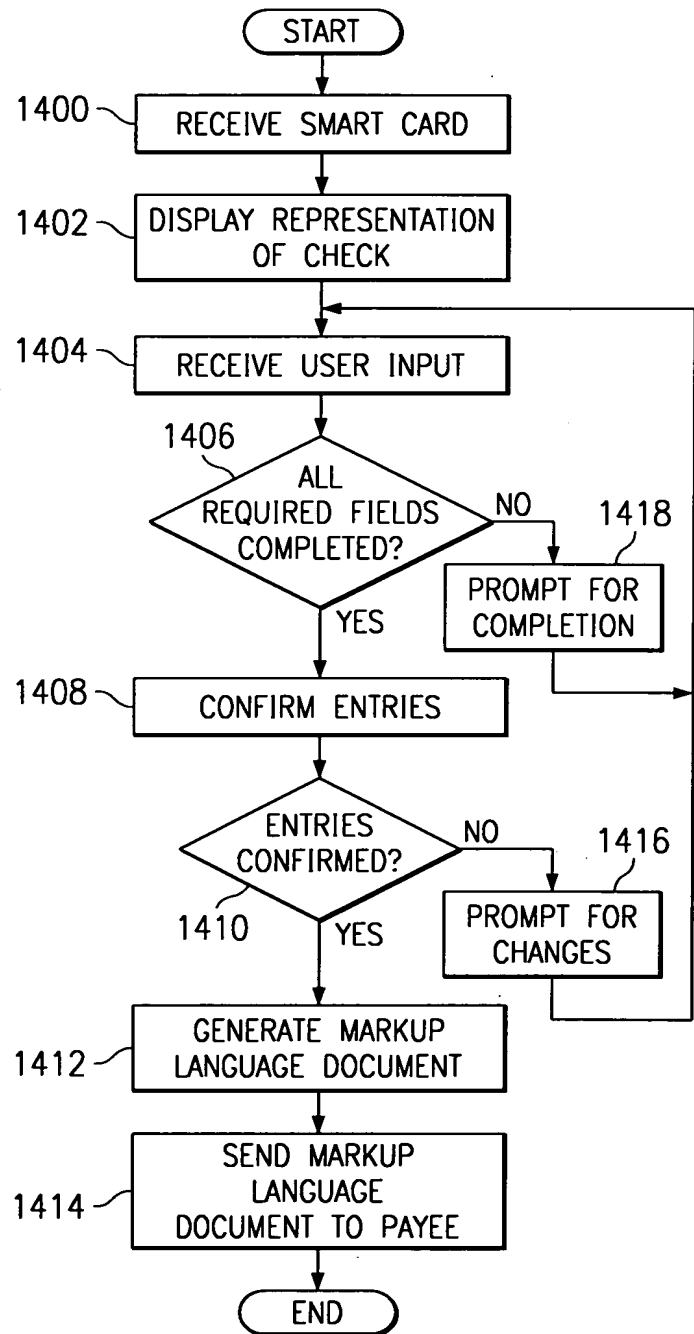 START
1400
RECEIVE SMART CARD
1402
DISPLAY REPRESENTATION
OF CHECK
1404
RECEIVE USER INPUT
1406
ALL
REQUIRED FIELDS
COMPLETED?
NO
1418
PROMPT FOR
COMPLETION
YES
1408
CONFIRM ENTRIES
ENTRIES
CONFIRMED?
NO
1416
1410
PROMPT FOR
CHANGES
YES
GENERATE MARKUP
LANGUAGE DOCUMENT
1412
SEND MARKUP
LANGUAGE
DOCUMENT TO PAYEE
1414
END